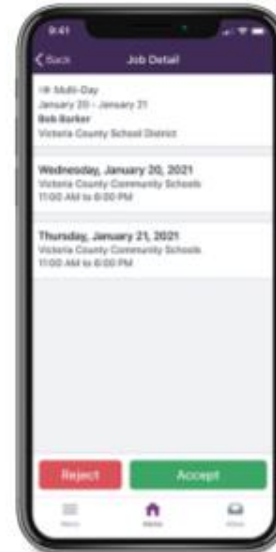 9:41
Back Job Detail
Multi-Day
January 20 - January 21
Bob Barker
Victoria County School District
Wednesday, January 20, 2021
Victoria County Community Schools
11:00 AM to 6:00 PM
Thursday, January 21, 2021
Victoria County Community Schools
11:00 AM to 6:00 PM
Reject Accept
Menu Home Inbox